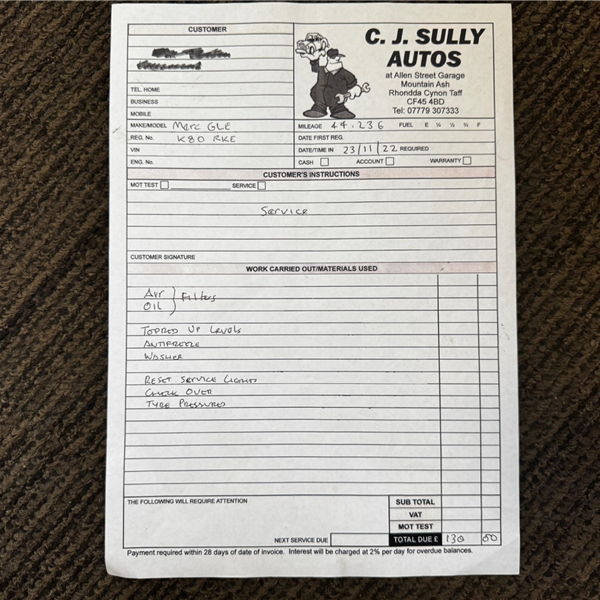 CUSTOMER
C. J. SULLY
AUTOS
at Allen Street Garage
Mountain Ash
Rhondda Cynon Taff
CF45 4BD
Tel: 07779 307333
TEL. HOME
BUSINESS
MOBILE
MAKE/MODEL Merc GLE
MILEAGE 44,236 FUEL E ¼ ½ ¾ F
REG. No. K80 RKE
DATE FIRST REG.
VIN
DATE/TIME IN 23/11/22 REQUIRED
ENG. No.
CASH ACCOUNT WARRANTY
CUSTOMER'S INSTRUCTIONS
MOT TEST SERVICE
Service
CUSTOMER SIGNATURE
WORK CARRIED OUT/MATERIALS USED
Air
Oil } Filters
TOPPED UP LEVELS
ANTIFREEZE
WASHER
RESET SERVICE LIGHTS
CHECK OVER
TYRE PRESSURES
THE FOLLOWING WILL REQUIRE ATTENTION
SUB TOTAL
VAT
MOT TEST
NEXT SERVICE DUE
TOTAL DUE £ 130 00
Payment required within 28 days of date of invoice. Interest will be charged at 2% per day for overdue balances.